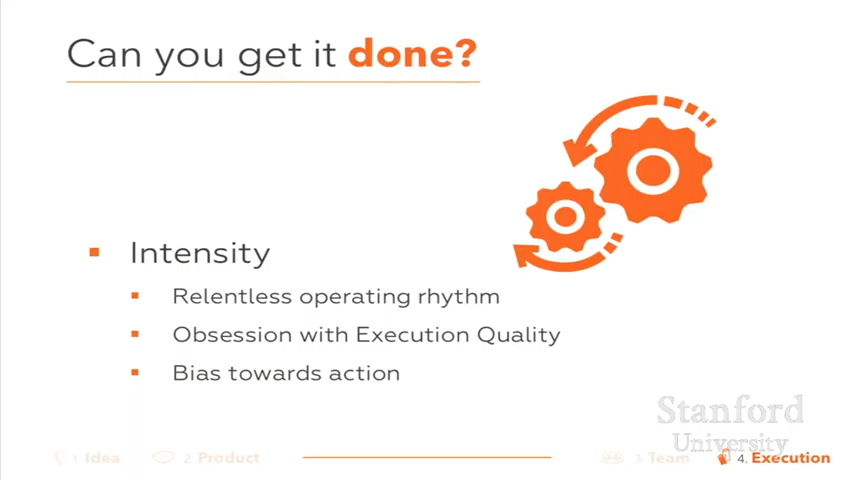 Can you get it done?
Intensity
Relentless operating rhythm
Obsession with Execution Quality
Bias towards action
Stanford
University
1. Idea
2. Product
3. Team
4. Execution